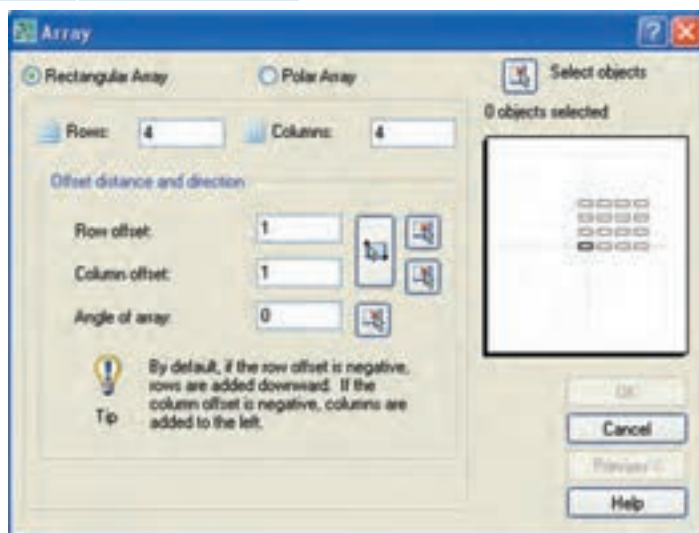 Array
Rectangular Array
Polar Array
Select objects
0 objects selected
Rows: 4
Columns: 4
Offset distance and direction
Row offset: 1
Column offset: 1
Angle of array: 0
By default, if the row offset is negative,
rows are added downward. If the
column offset is negative, columns are
added to the left.
Tip
OK
Cancel
Preview <
Help